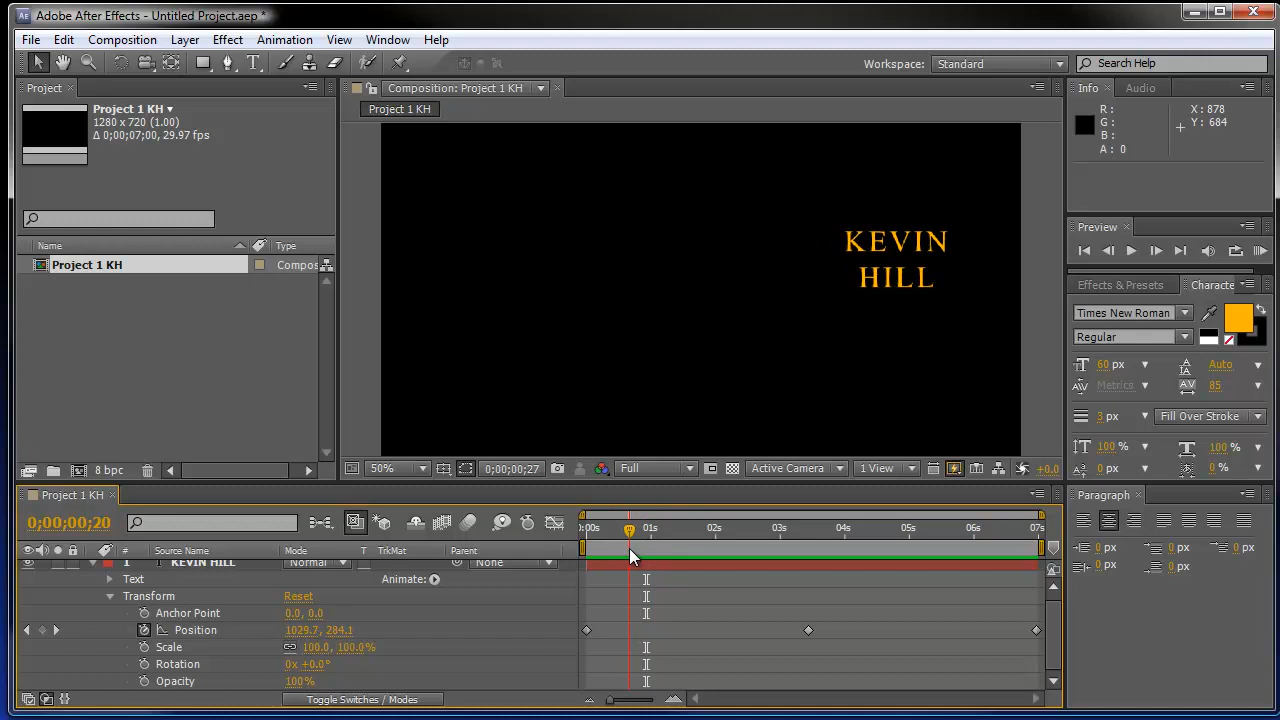 Adobe After Effects - Untitled Project.aep *
File Edit Composition Layer Effect Animation View Window Help
Workspace: Standard Search Help
Project
Composition: Project 1 KH
Info Audio
Project 1 KH
Project 1 KH
1280 x 720 (1.00)
Δ 0;00;07;00, 29.97 fps
R: X: 878
G: Y: 684
B:
A: 0
KEVIN
HILL
Preview
Name Type
Project 1 KH Compos
Effects & Presets Characte
Times New Roman
Regular
60 px Auto
Metrics 85
3 px Fill Over Stroke
100 % 100 %
0 px 0 %
8 bpc
50% 0;00;00;27 Full Active Camera 1 View +0.0
Project 1 KH
Paragraph
0;00;00;20
0:00s 01s 02s 03s 04s 05s 06s 07s
# Source Name Mode T TrkMat Parent
1 T KEVIN HILL Normal None
Text Animate:
Transform Reset
Anchor Point 0.0, 0.0
Position 1029.7, 284.1
Scale 100.0, 100.0%
Rotation 0x +0.0°
Opacity 100%
Toggle Switches / Modes
0 px 0 px 0 px
0 px 0 px